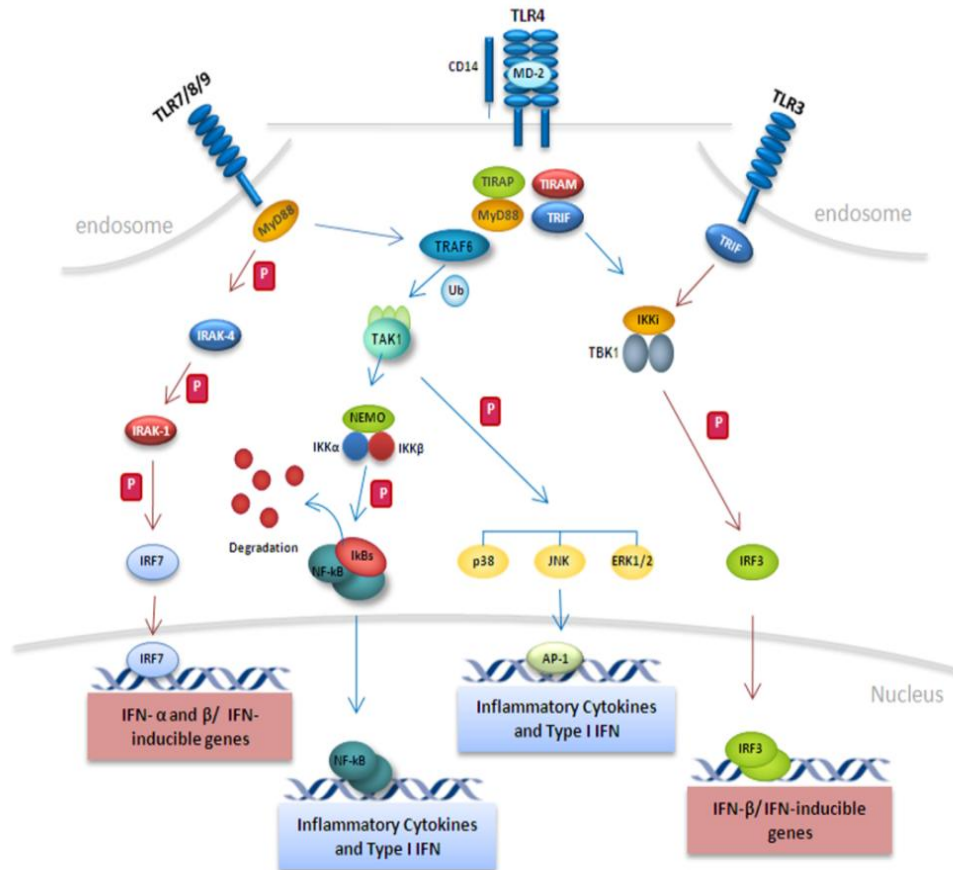 TLR4
CD14
MD-2
TLR7/8/9
TLR3
endosome
MyD88
TIRAP
TIRAM
MyD88
TRIF
endosome
TRAF6
TRIF
P
Ub
IRAK-4
TAK1
IKKi
TBK1
P
P
NEMO
P
IRAK-1
IKKα
IKKβ
P
P
Degradation
IkBs
NF-kB
p38
JNK
ERK1/2
IRF7
IRF3
IRF7
AP-1
Nucleus
IFN- α and β/ IFN-
inducible genes
Inflammatory Cytokines
and Type I IFN
NF-kB
IRF3
Inflammatory Cytokines
and Type I IFN
IFN-β/ IFN-inducible
genes